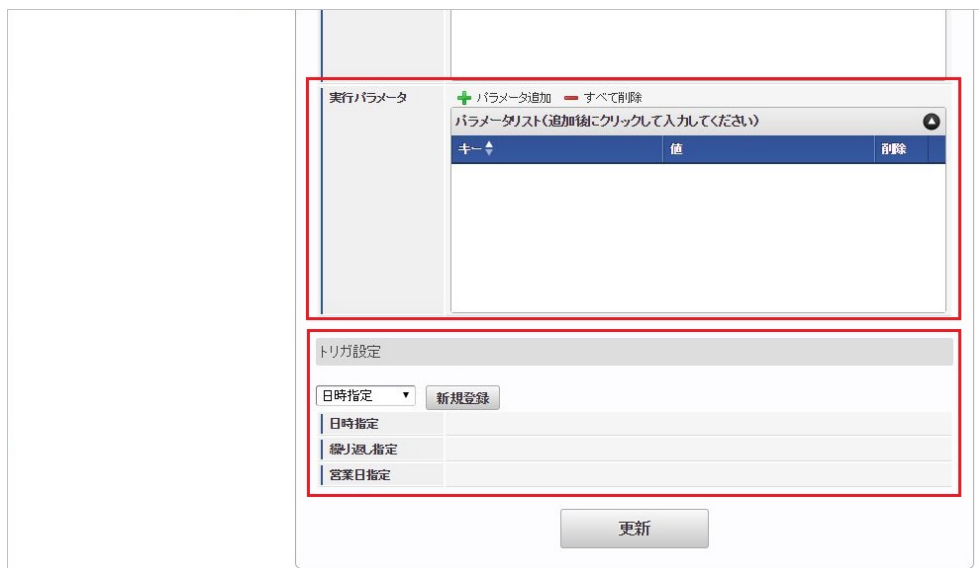 実行パラメータ
パラメータ追加 すべて削除
パラメータリスト(追加後にクリックして入力してください)
キー 値 削除
トリガ設定
日時指定 新規登録
日時指定
繰り返し指定
営業日指定
更新